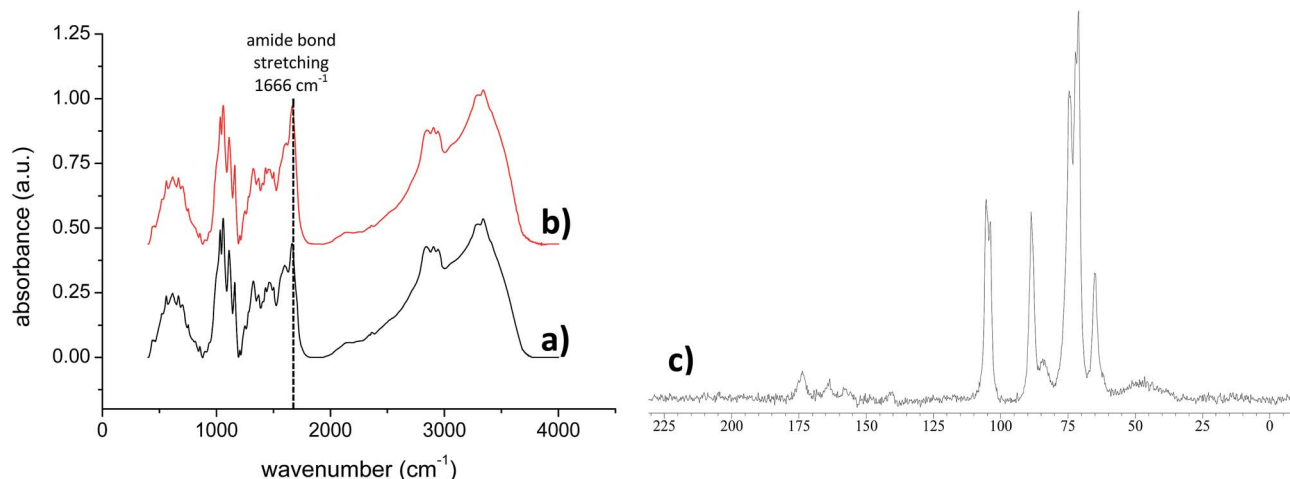 amide bond
stretching
1666 cm⁻¹
1.25
1.00
0.75
0.50
0.25
0.00
absorbance (a.u.)
b)
a)
0 1000 2000 3000 4000
wavenumber (cm⁻¹)
c)
225 200 175 150 125 100 75 50 25 0